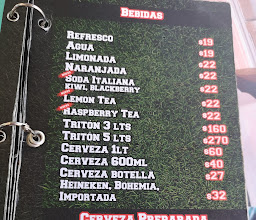 BEBIDAS
REFRESCO $19
AGUA $19
LIMONADA $22
NARANJADA $22
SODA ITALIANA
KIWI, BLACKBERRY $22
LEMON TEA $22
RASPBERRY TEA $22
TRITÓN 3 LTS $160
TRITÓN 5 LTS $270
CERVEZA 1LT $60
CERVEZA 600ML $40
CERVEZA BOTELLA $27
HEINEKEN, BOHEMIA,
IMPORTADA $32
CERVEZA PREPARADA